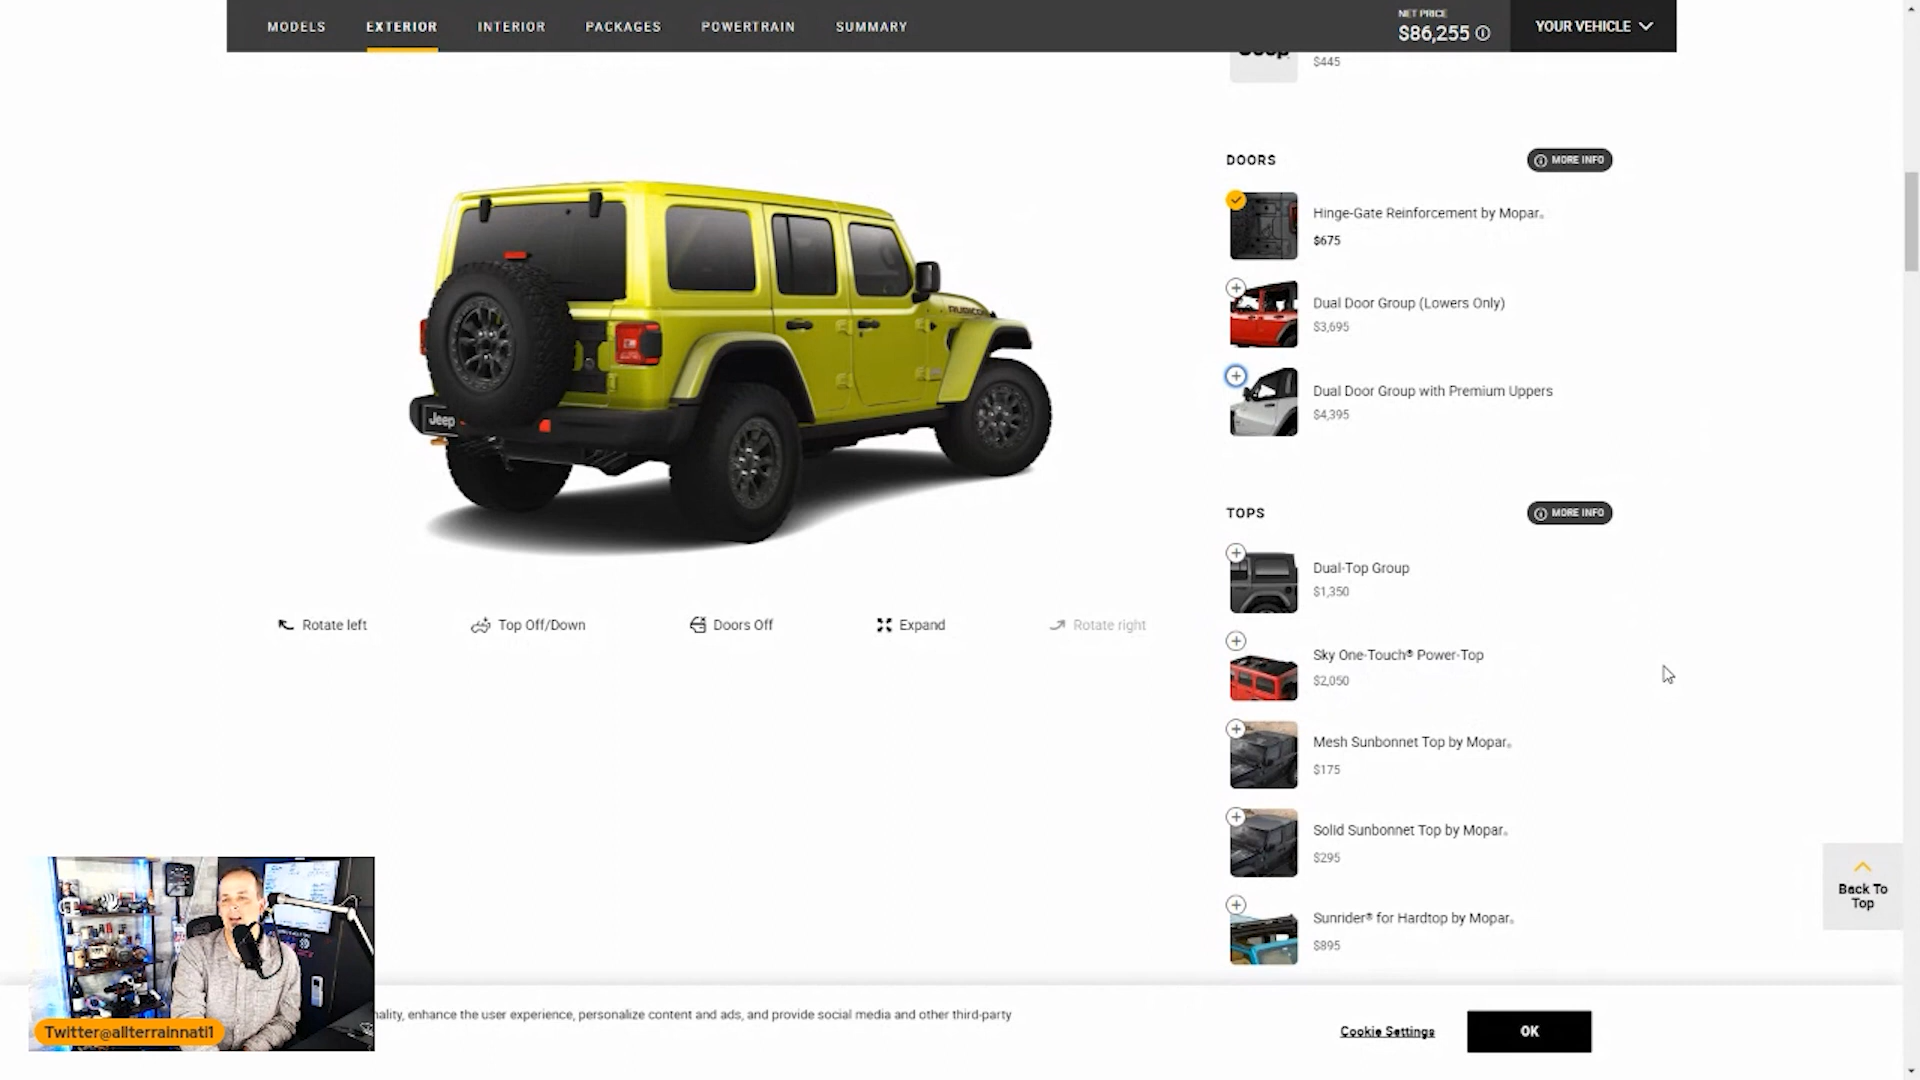 MODELS
EXTERIOR
INTERIOR
PACKAGES
POWERTRAIN
SUMMARY
NET PRICE
$86,255
YOUR VEHICLE
Jeep
$445
DOORS
MORE INFO
Hinge-Gate Reinforcement by Mopar®
$675
Dual Door Group (Lowers Only)
$3,695
Dual Door Group with Premium Uppers
$4,395
RUBICON
Jeep
TOPS
MORE INFO
Dual-Top Group
$1,350
Rotate left
Top Off/Down
Doors Off
Expand
Rotate right
Sky One-Touch® Power-Top
$2,050
Mesh Sunbonnet Top by Mopar®
$175
Solid Sunbonnet Top by Mopar®
$295
Back To
Top
Sunrider® for Hardtop by Mopar®
$895
nality, enhance the user experience, personalize content and ads, and provide social media and other third-party
Cookie Settings
OK
Twitter@allterrainnati1